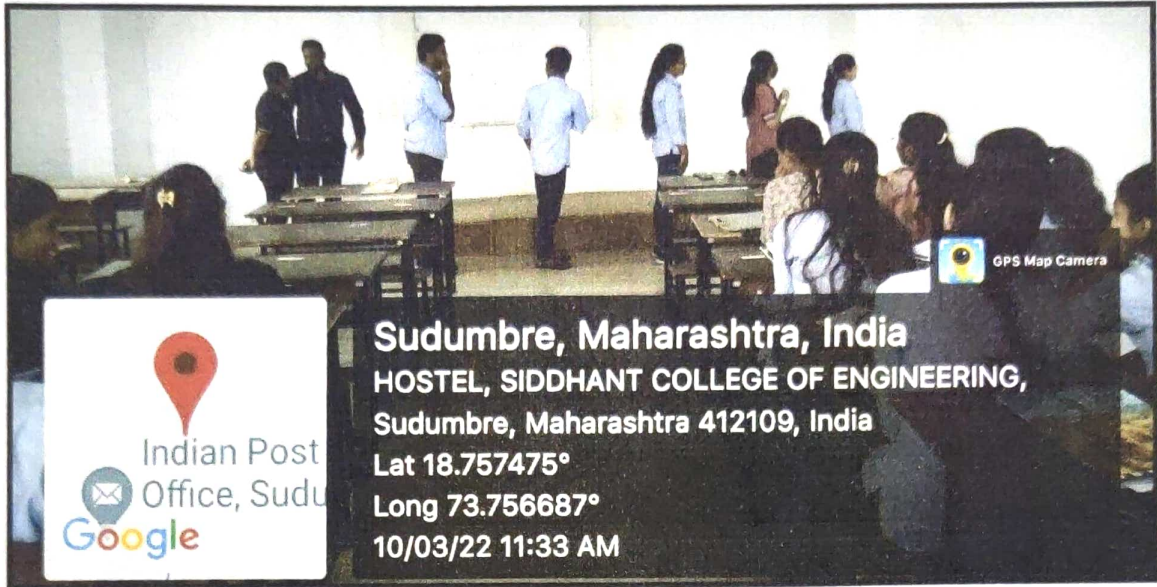 GPS Map Camera
Sudumbre, Maharashtra, India
HOSTEL, SIDDHANT COLLEGE OF ENGINEERING,
Sudumbre, Maharashtra 412109, India
Lat 18.757475°
Long 73.756687°
10/03/22 11:33 AM
Indian Post
Office, Sudu
Google